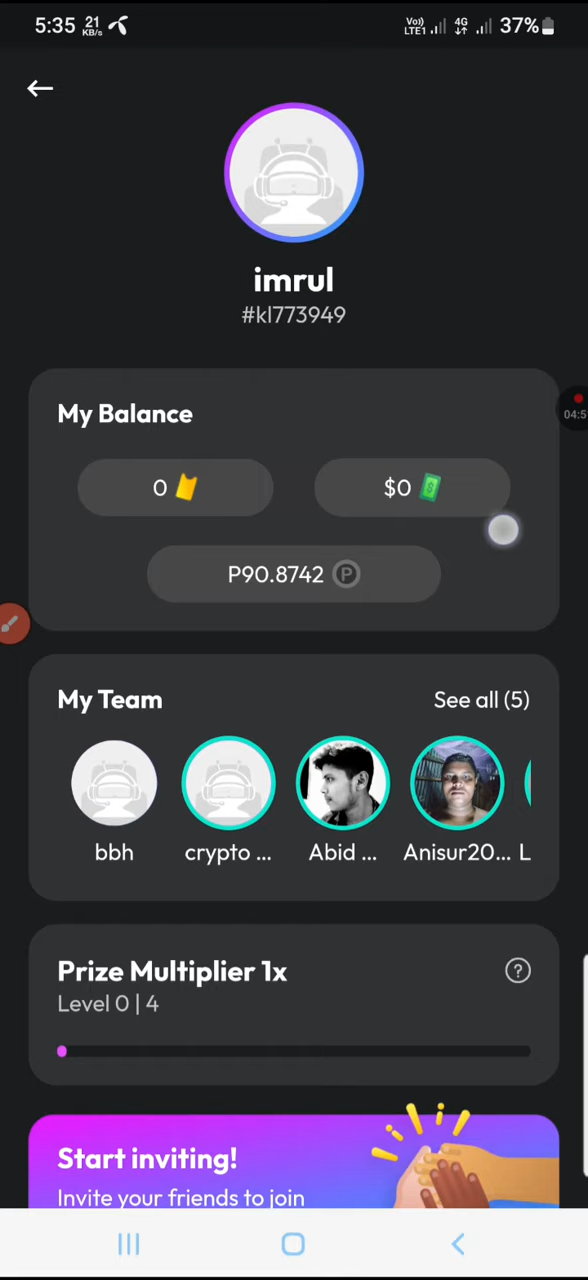 5:35 21 KB/s Vo) LTE1 4G 37%
imrul
#kl773949
My Balance
04:5
0 $0
P90.8742 P
My Team See all (5)
bbh crypto ... Abid ... Anisur20... L
Prize Multiplier 1x ?
Level 0 | 4
Start inviting!
Invite your friends to join